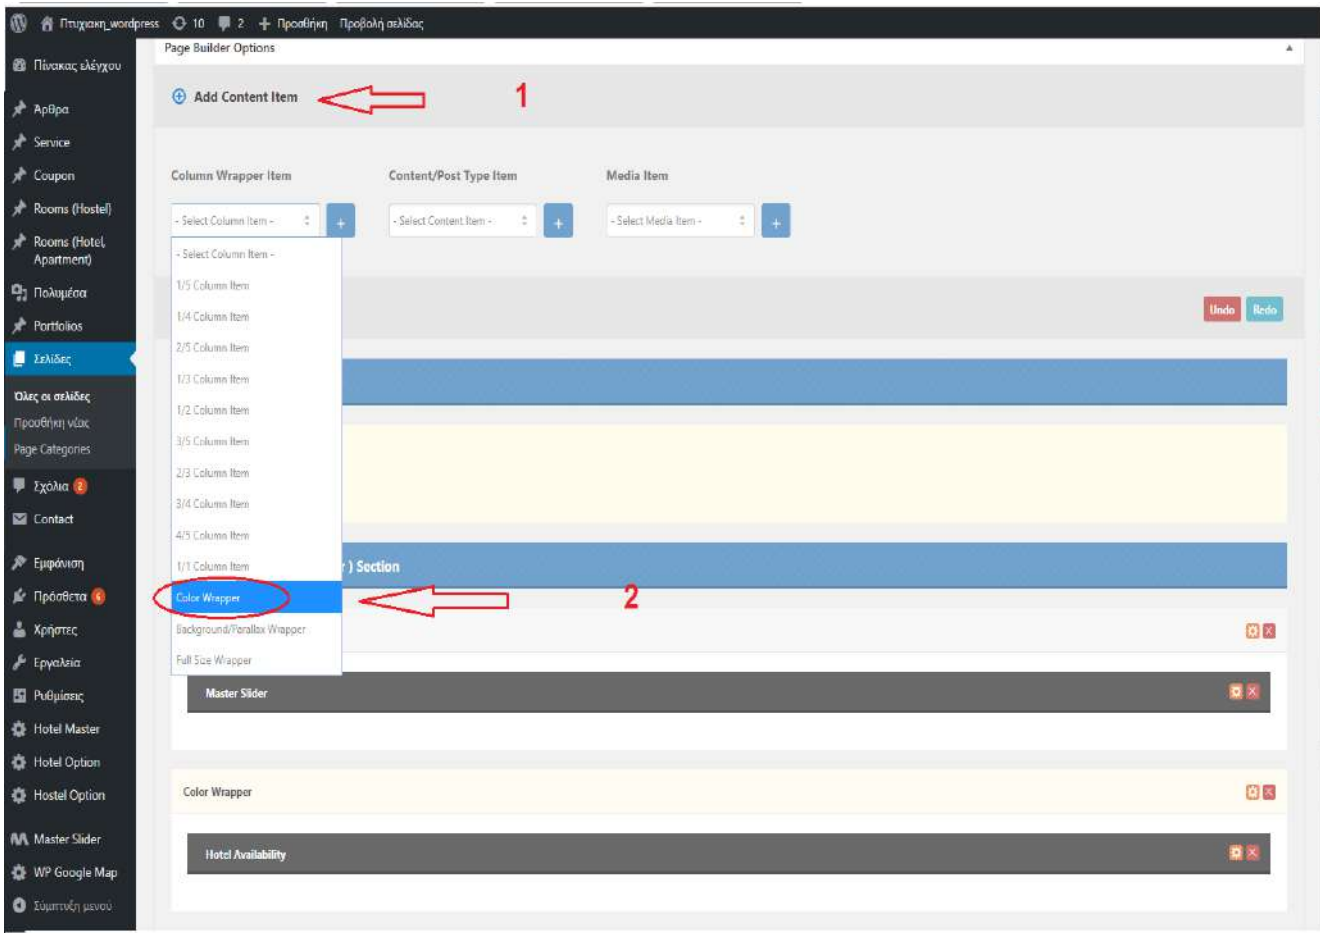 Πτυχιακη_wordpress 10 2 + Προσθήκη Προβολή σελίδας
Πίνακας ελέγχου
Άρθρα
Service
Coupon
Rooms (Hostel)
Rooms (Hotel,
Apartment)
Πολυμέσα
Portfolios
Σελίδες
Όλες οι σελίδες
Προσθήκη νέας
Page Categories
Σχόλια 2
Contact
Εμφάνιση
Πρόσθετα 6
Χρήστες
Εργαλεία
Ρυθμίσεις
Hotel Master
Hotel Option
Hostel Option
Master Slider
WP Google Map
Σύμπτυξη μενού
Page Builder Options
Add Content Item 1
Column Wrapper Item Content/Post Type Item Media Item
- Select Column Item - + - Select Content Item - + - Select Media Item - +
- Select Column Item -
1/5 Column Item
1/4 Column Item
Undo Redo
2/5 Column Item
1/3 Column Item
1/2 Column Item
3/5 Column Item
2/3 Column Item
3/4 Column Item
4/5 Column Item
1/1 Column Item
) Section
Color Wrapper 2
Background/Parallax Wrapper
Full Size Wrapper
Master Slider
Color Wrapper
Hotel Availability